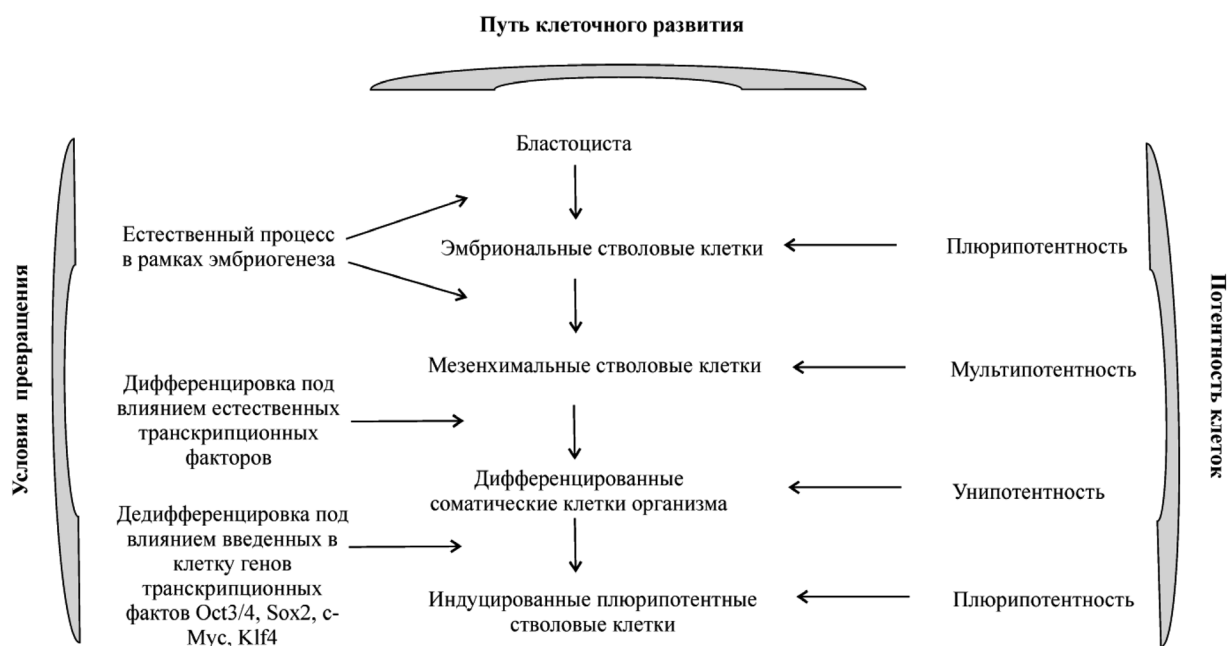 Путь клеточного развития
Условия превращения
Естественный процесс
в рамках эмбриогенеза
Дифференцировка под
влиянием естественных
транскрипционных
факторов
Дедифференцировка под
влиянием введенных в
клетку генов
транскрипционных
фактов Oct3/4, Sox2, c-
Myc, Klf4
Бластоциста
Эмбриональные стволовые клетки
Мезенхимальные стволовые клетки
Дифференцированные
соматические клетки организма
Индуцированные плюрипотентные
стволовые клетки
Плюрипотентность
Мультипотентность
Унипотентность
Плюрипотентность
Потентность клеток